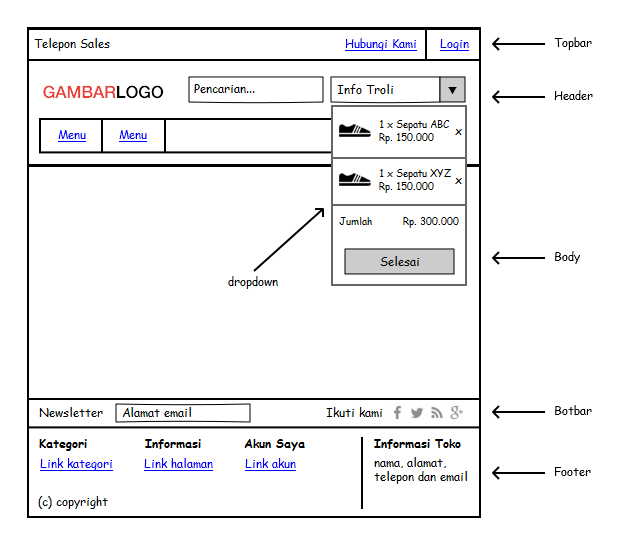 Telepon Sales
Hubungi Kami
Login
Topbar
GAMBARLOGO
Pencarian...
Info Troli
Header
Menu
Menu
1 x Sepatu ABC
Rp. 150.000
x
1 x Sepatu XYZ
Rp. 150.000
x
Jumlah
Rp. 300.000
Selesai
Body
dropdown
Newsletter
Alamat email
Ikuti kami
g+
Botbar
Kategori
Informasi
Akun Saya
Informasi Toko
Link kategori
Link halaman
Link akun
nama, alamat,
telepon dan email
Footer
(c) copyright